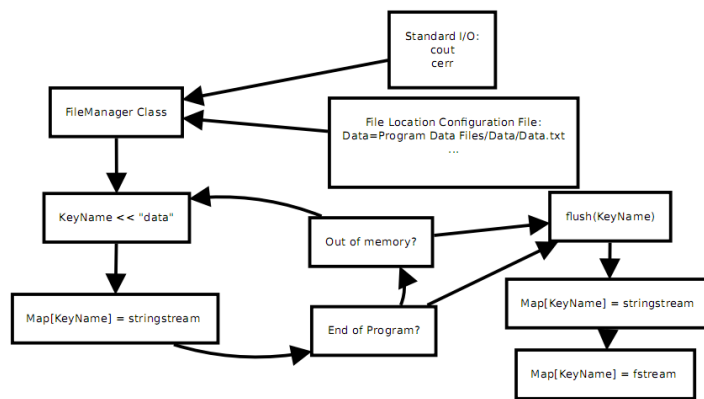 Standard I/O:
cout
cerr
FileManager Class
File Location Configuration File:
Data=Program Data Files/Data/Data.txt
...
KeyName << "data"
flush(KeyName)
Out of memory?
Map[KeyName] = stringstream
End of Program?
Map[KeyName] = stringstream
Map[KeyName] = fstream